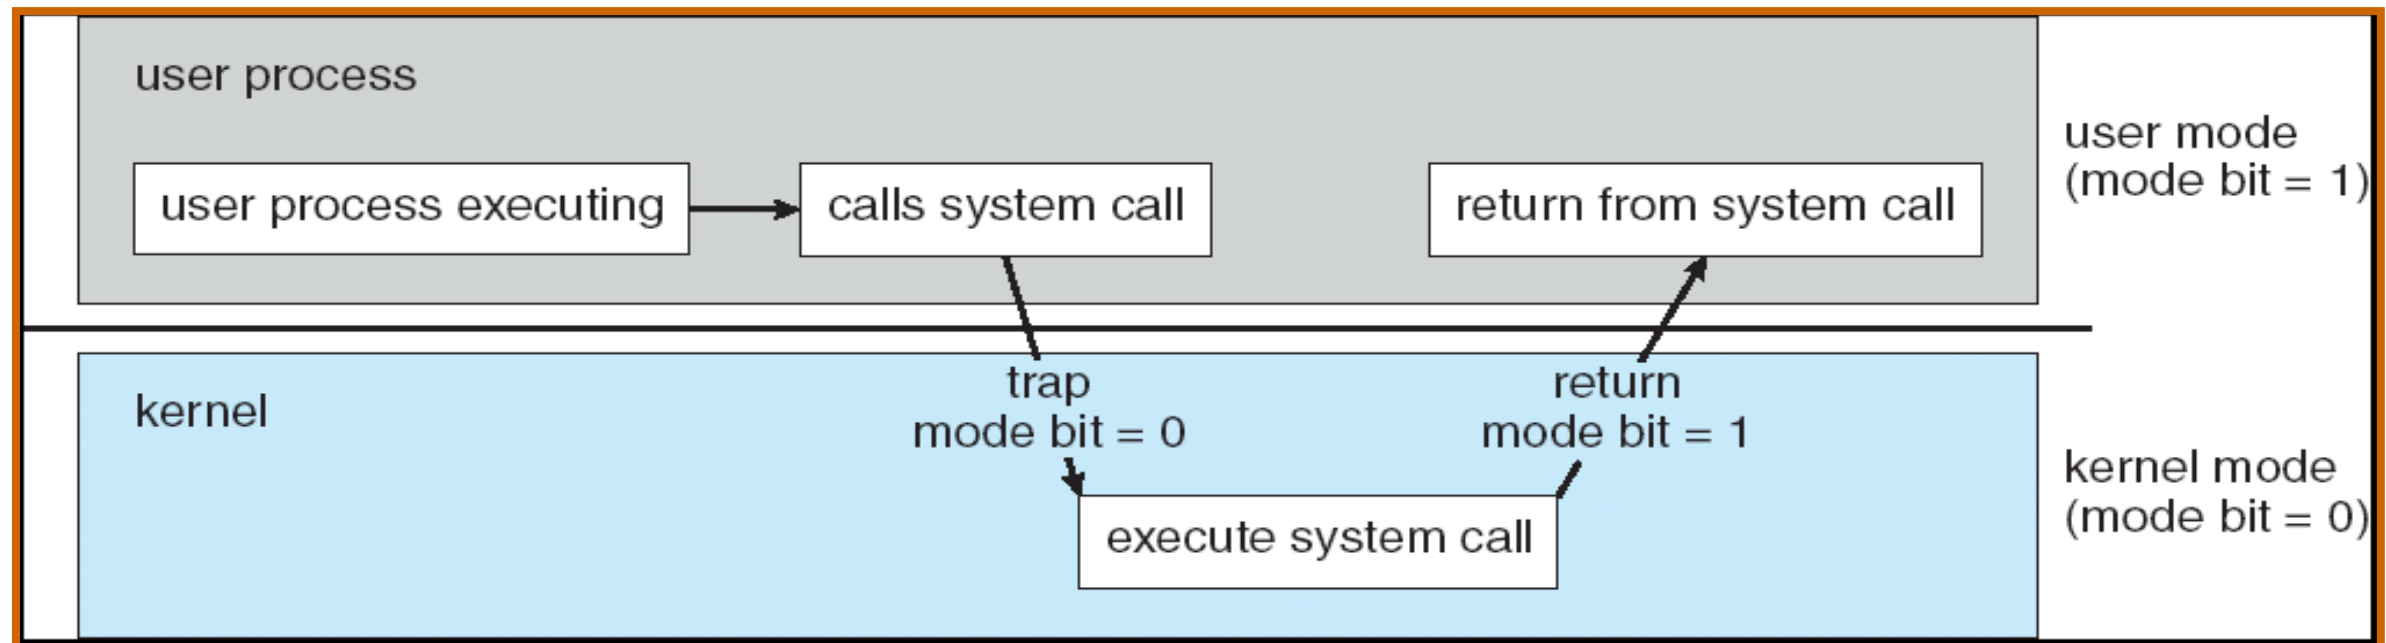 user process
user process executing
calls system call
return from system call
user mode
(mode bit = 1)
kernel
trap
mode bit = 0
return
mode bit = 1
execute system call
kernel mode
(mode bit = 0)